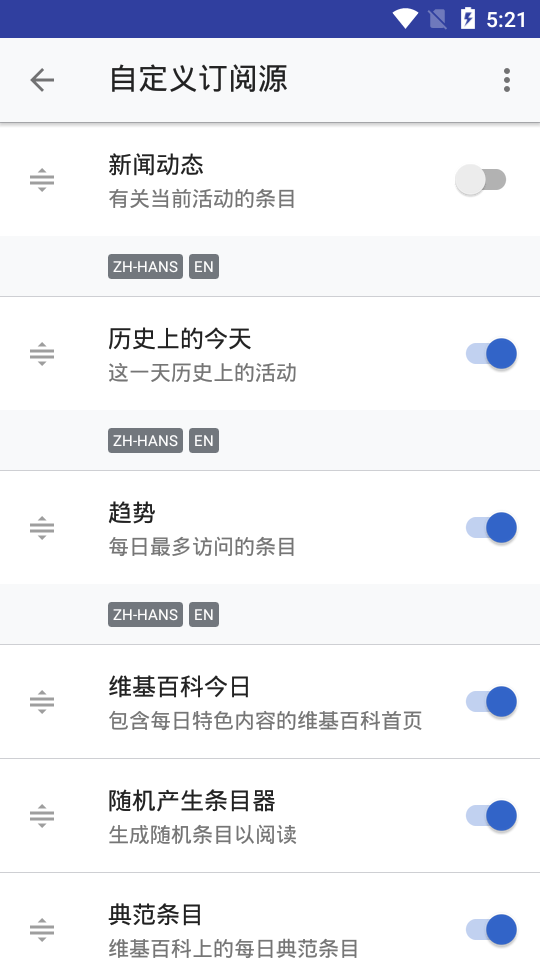 5:21
自定义订阅源
新闻动态
有关当前活动的条目
ZH-HANS EN
历史上的今天
这一天历史上的活动
ZH-HANS EN
趋势
每日最多访问的条目
ZH-HANS EN
维基百科今日
包含每日特色内容的维基百科首页
随机产生条目器
生成随机条目以阅读
典范条目
维基百科上的每日典范条目